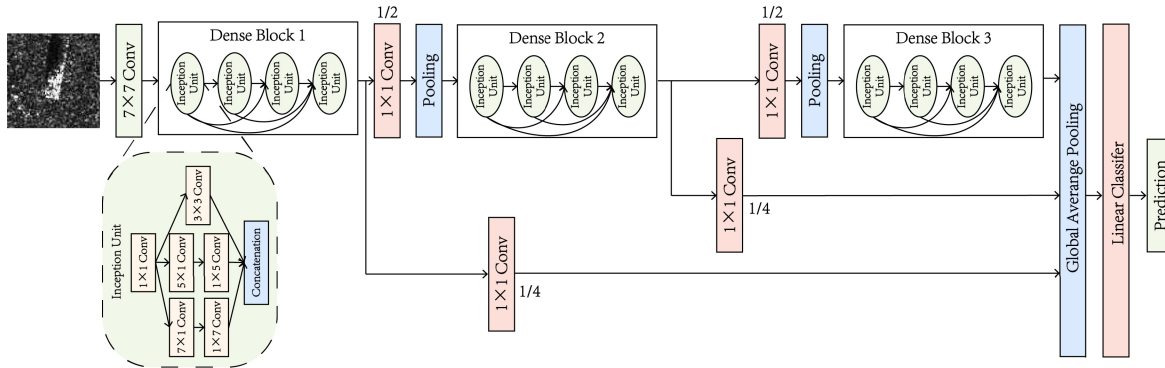 7×7 Conv
Dense Block 1
Inception
Unit
Inception
Unit
Inception
Unit
Inception
Unit
1/2
1×1 Conv
Pooling
Dense Block 2
Inception
Unit
Inception
Unit
Inception
Unit
Inception
Unit
1/2
1×1 Conv
Pooling
Dense Block 3
Inception
Unit
Inception
Unit
Inception
Unit
Inception
Unit
1×1 Conv
1/4
1×1 Conv
1/4
Global Averange Pooling
Linear Classifer
Prediction
Inception Unit
1×1 Conv
3×3 Conv
5×1 Conv
1×5 Conv
7×1 Conv
1×7 Conv
Concatenation